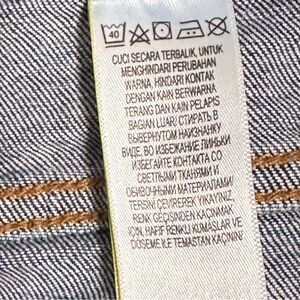 40
CUCI SECARA TERBALIK, UNTUK
MENGHINDARI PERUBAHAN
WARNA. HINDARI KONTAK
DENGAN KAIN BERWARNA
TERANG DAN KAIN PELAPIS
BAGIAN LUAR) СТИРАТЬ В
ВЫВЕРНУТОМ НАИЗНАНКУ
ВИДЕ. ВО ИЗБЕЖАНИЕ ЛИНЬКИ
ИЗБЕГАЙТЕ КОНТАКТА СО
СВЕТЛЫМИ ТКАНЯМИ И
ОБИВОЧНЫМИ МАТЕРИАЛАМИ/
TERSİNİ ÇEVİREREK YIKAYINIZ,
RENK GEÇİŞİNDEN KAÇINMAK
İÇİN AÇIK RENKLİ KUMAŞLAR VE
DÖŞEME İLE TEMASTAN KAÇININ/